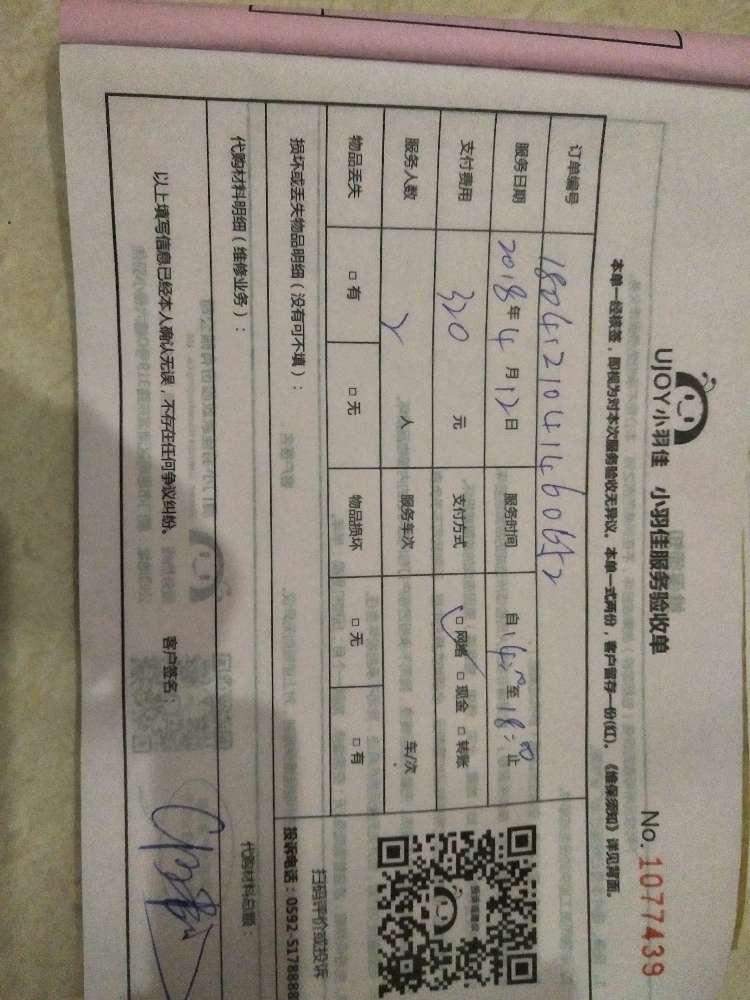 UJOY小羽佳 小羽佳服务验收单 No. 1077439
本单一经核签，即视为对本次服务验收无异议。本单一式两份，客户留存一份(红)。《维保须知》详见背面。
订单编号
服务日期 2018年4月12日 服务时间 自14:00至18:00止
支付费用 320 元 支付方式 □网络 □现金 □转账
服务人数 2 人 服务车次 车/次
物品丢失 □有 □无 物品损坏 □无 □有
损坏或丢失物品明细（没有可不填）：
扫码评价或投诉
投诉电话：0592-5178888
代购材料明细（维修业务）： 代购材料总额：
以上填写信息已经本人确认无误，不存在任何争议纠纷。 客户签名：